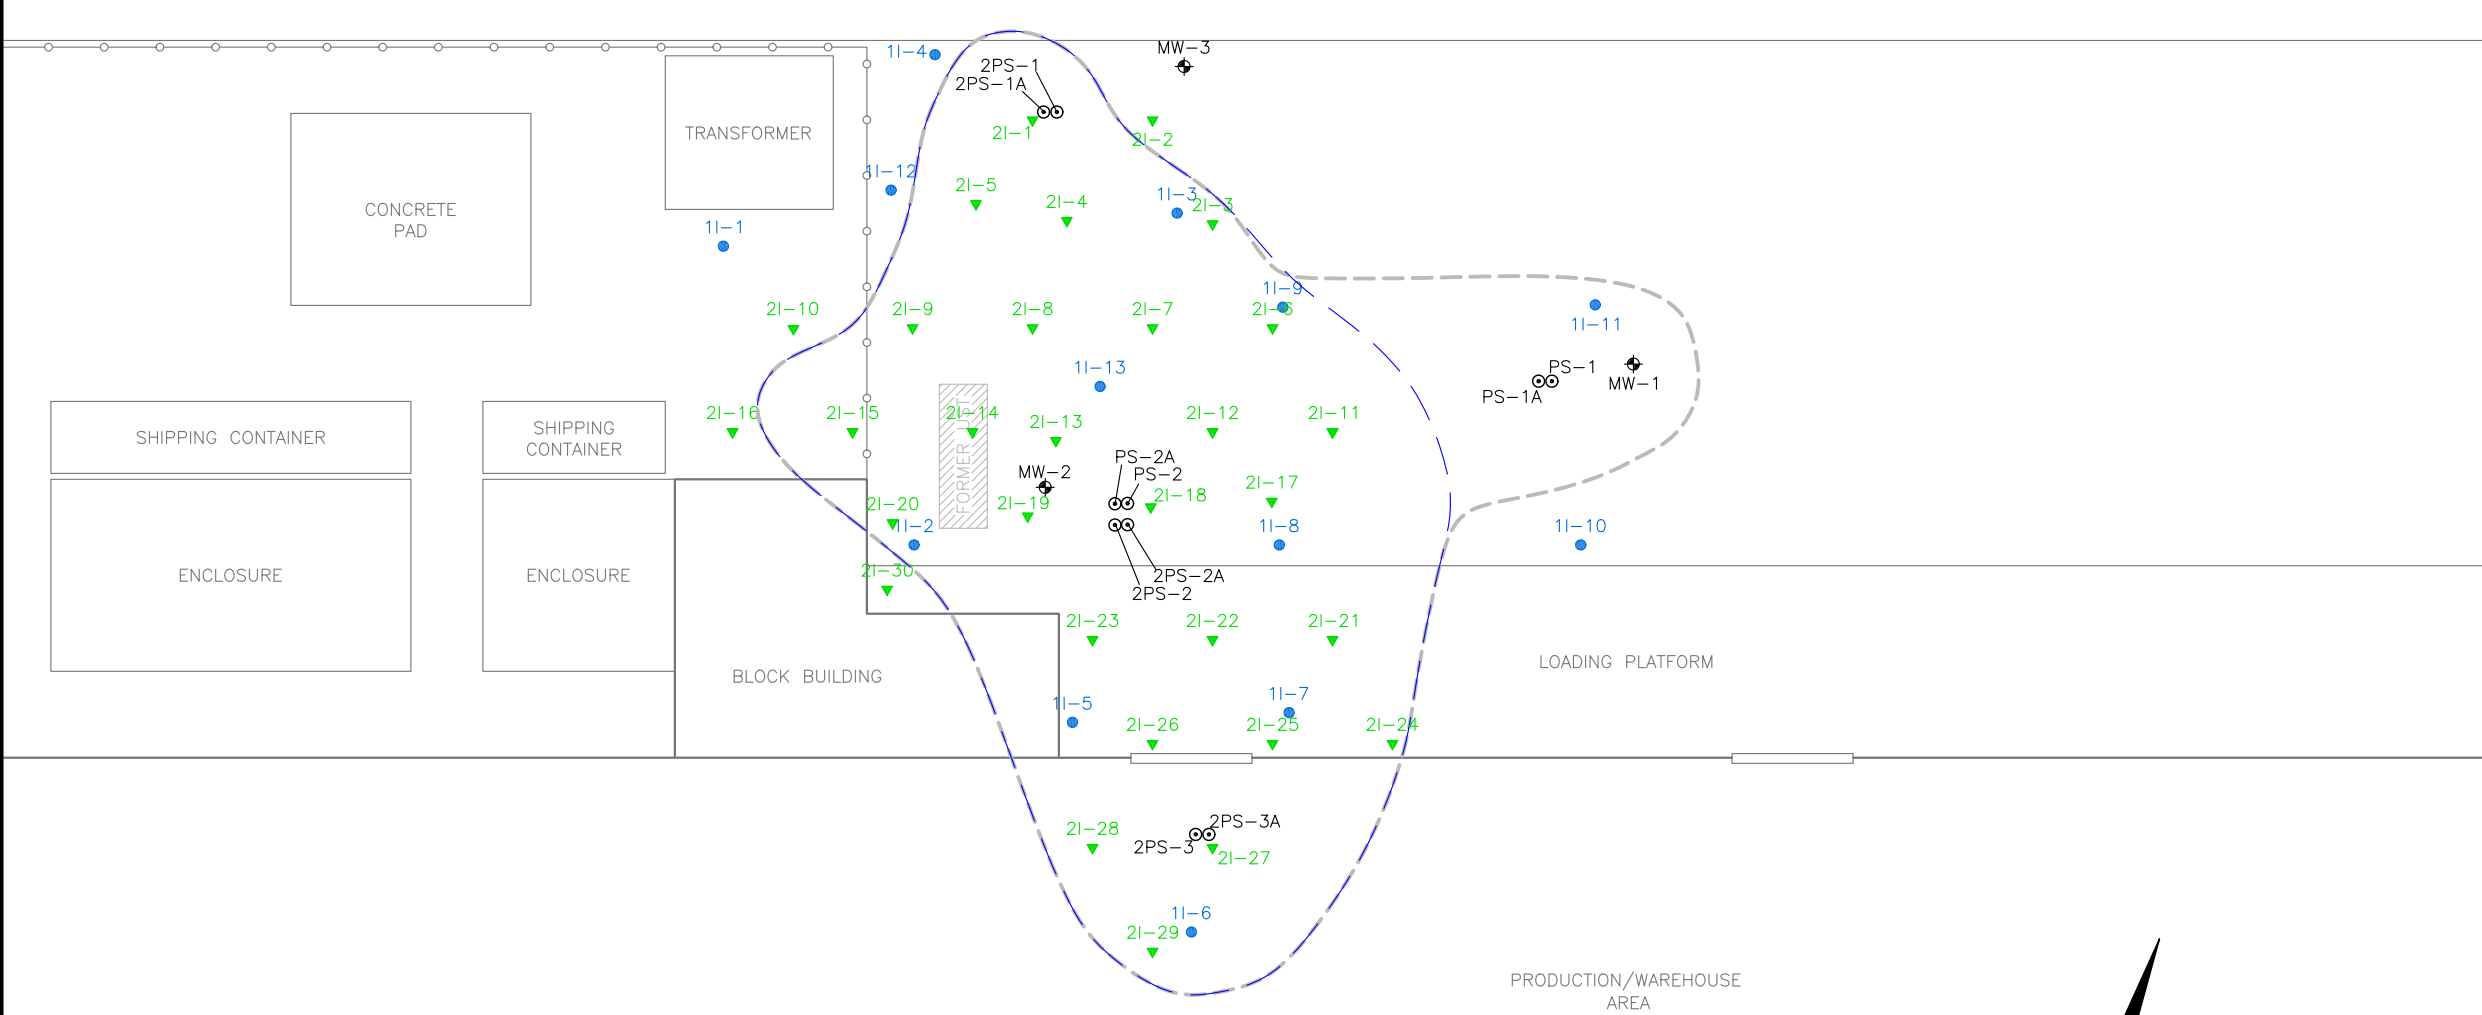 MW-3
1I-4
2PS-1
2PS-1A
TRANSFORMER
2I-1
2I-2
1I-12
2I-5
1I-3
2I-4
2I-3
CONCRETE
PAD
1I-1
1I-9
2I-10
2I-9
2I-8
2I-7
2I-6
1I-11
1I-13
PS-1
MW-1
PS-1A
2I-16
2I-15
2I-14
2I-13
2I-12
2I-11
SHIPPING CONTAINER
SHIPPING
CONTAINER
FORMER UST
PS-2A
MW-2
PS-2
2I-17
2I-18
2I-20
2I-19
1I-2
1I-8
1I-10
ENCLOSURE
ENCLOSURE
2I-30
2PS-2A
2PS-2
2I-23
2I-22
2I-21
LOADING PLATFORM
BLOCK BUILDING
1I-5
1I-7
2I-26
2I-25
2I-24
2PS-3A
2I-28
2PS-3
2I-27
1I-6
2I-29
PRODUCTION/WAREHOUSE
AREA